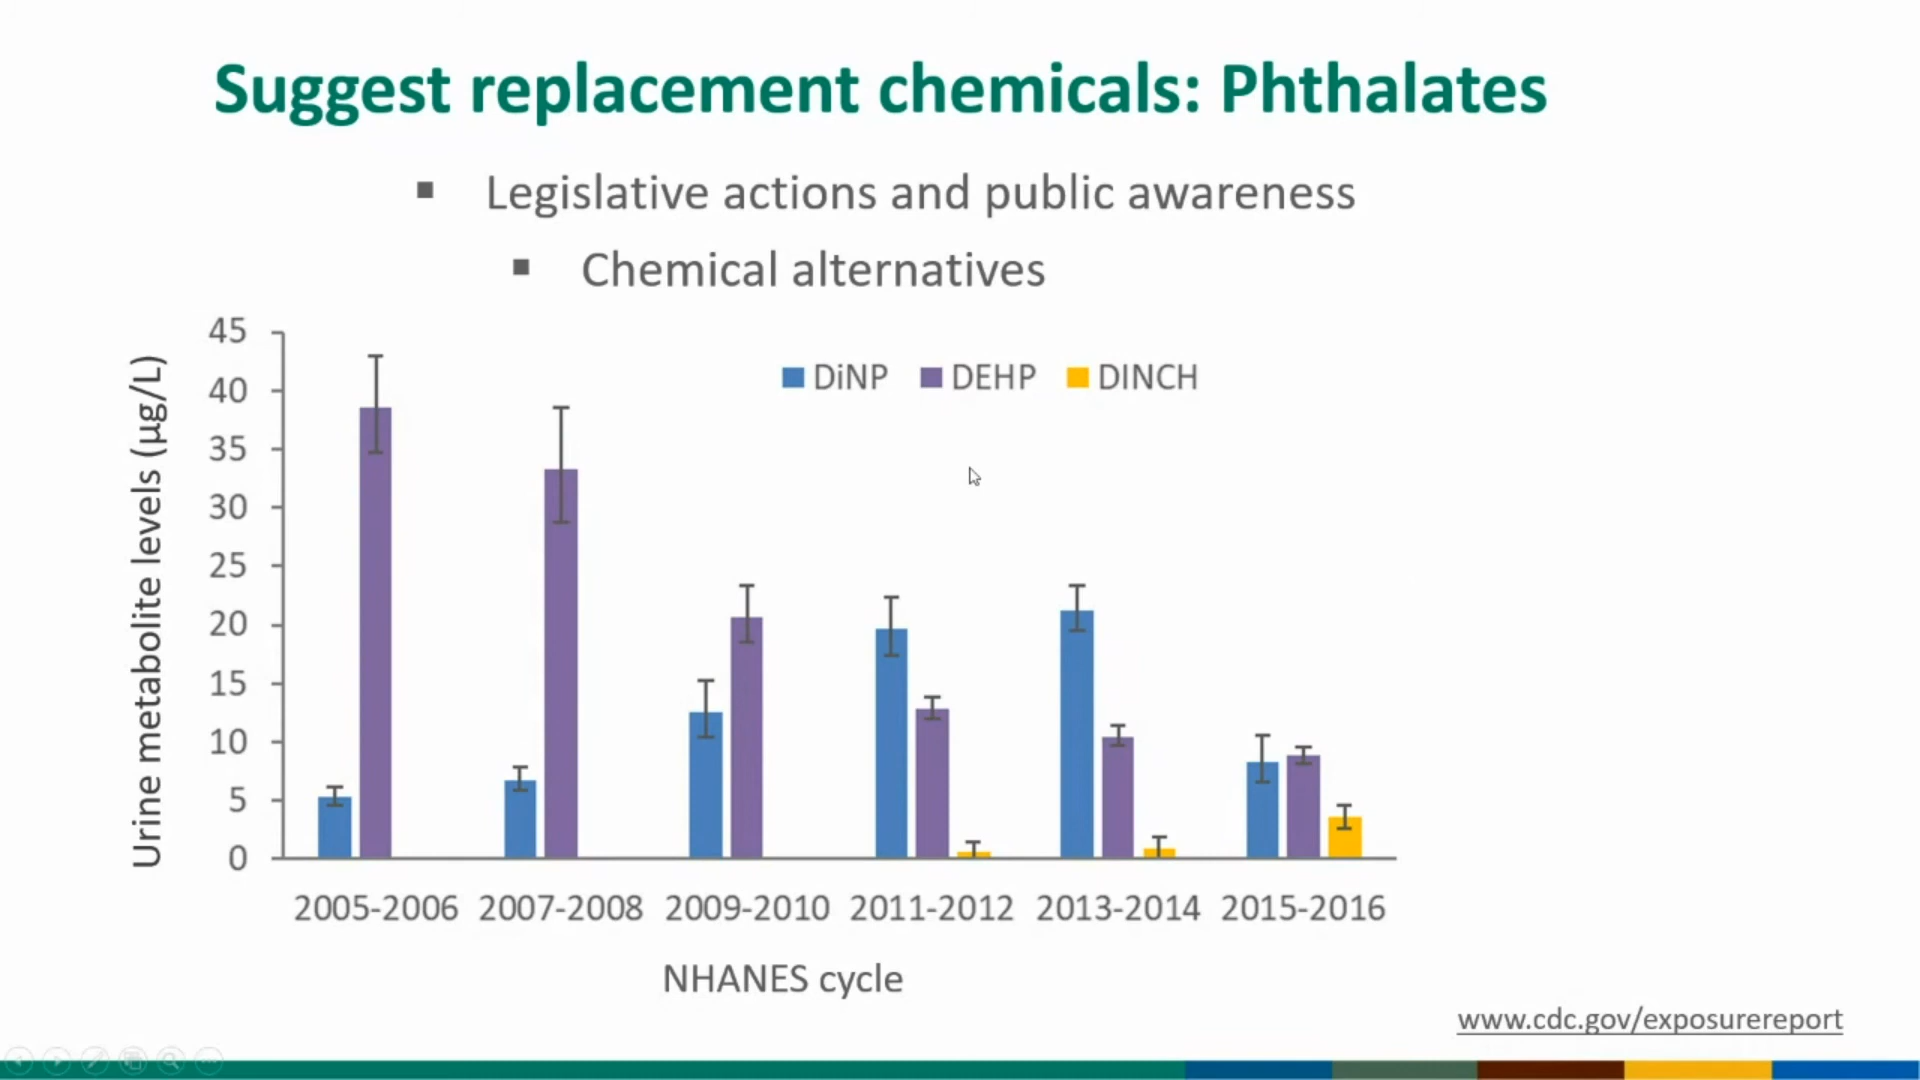 Suggest replacement chemicals: Phthalates
▪ Legislative actions and public awareness
▪ Chemical alternatives
Urine metabolite levels (µg/L)
45
40
35
30
25
20
15
10
5
0
DiNP DEHP DINCH
2005-2006 2007-2008 2009-2010 2011-2012 2013-2014 2015-2016
NHANES cycle
www.cdc.gov/exposurereport